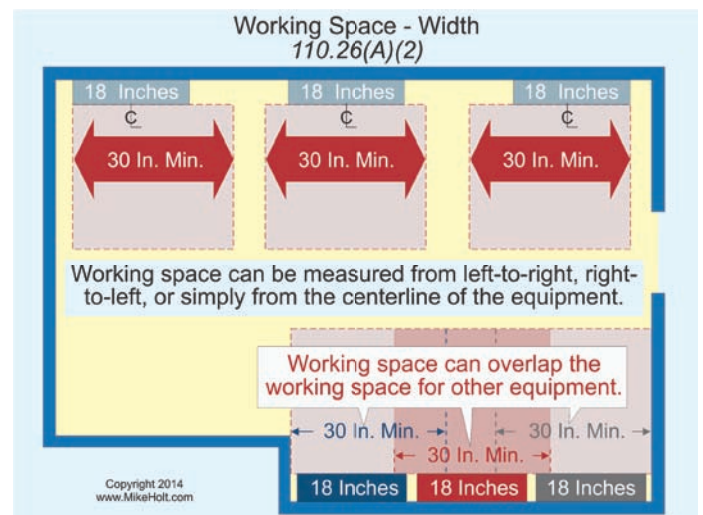 Working Space - Width
110.26(A)(2)
18 Inches
18 Inches
18 Inches
℄
℄
℄
30 In. Min.
30 In. Min.
30 In. Min.
Working space can be measured from left-to-right, right-
to-left, or simply from the centerline of the equipment.
Working space can overlap the
working space for other equipment.
30 In. Min.
30 In. Min.
30 In. Min.
Copyright 2014
www.MikeHolt.com
18 Inches
18 Inches
18 Inches